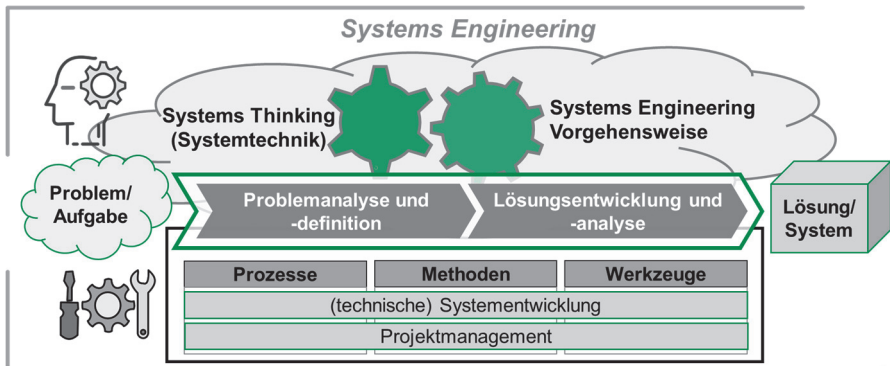 Systems Engineering
Systems Thinking
(Systemtechnik)
Systems Engineering
Vorgehensweise
Problem/
Aufgabe
Problemanalyse und
-definition
Lösungsentwicklung und
-analyse
Lösung/
System
Prozesse
Methoden
Werkzeuge
(technische) Systementwicklung
Projektmanagement